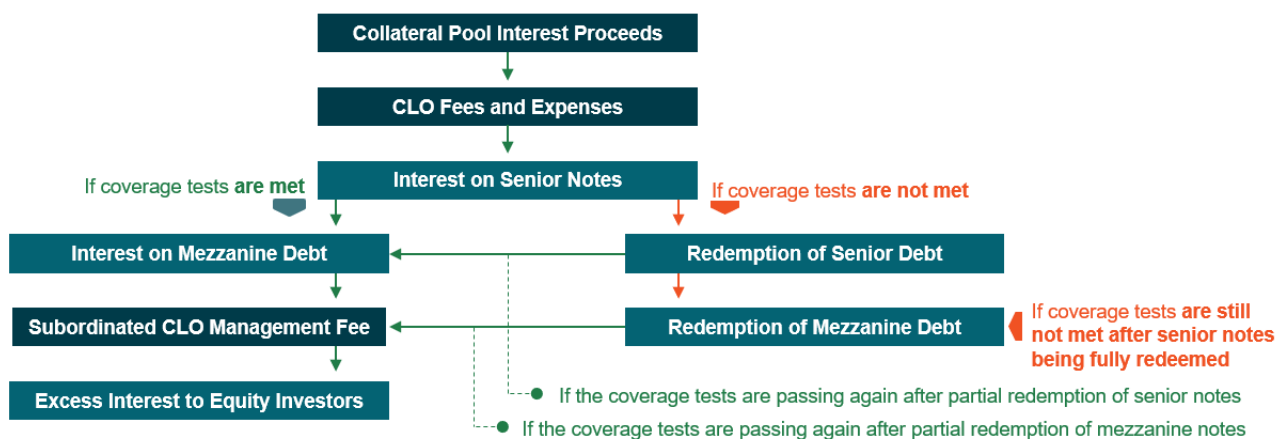 Collateral Pool Interest Proceeds
CLO Fees and Expenses
Interest on Senior Notes
If coverage tests are met
If coverage tests are not met
Interest on Mezzanine Debt
Redemption of Senior Debt
Subordinated CLO Management Fee
Redemption of Mezzanine Debt
If coverage tests are still
not met after senior notes
being fully redeemed
Excess Interest to Equity Investors
If the coverage tests are passing again after partial redemption of senior notes
If the coverage tests are passing again after partial redemption of mezzanine notes